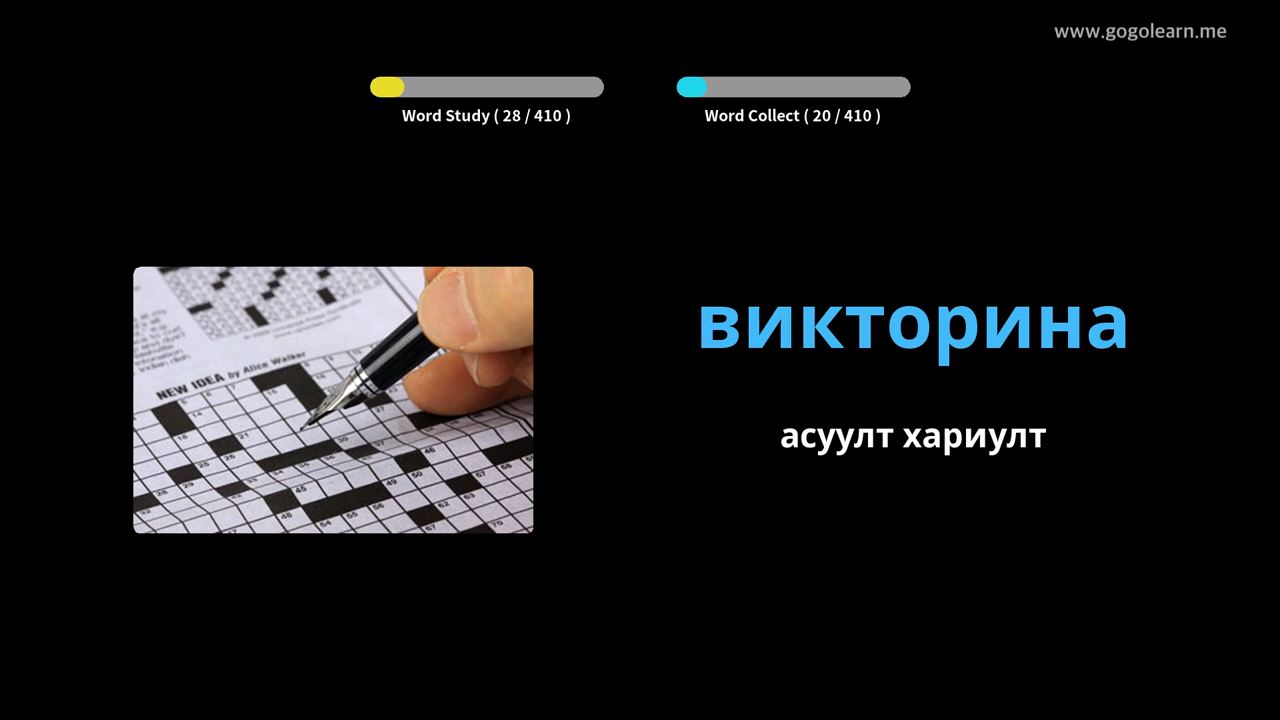 www.gogolearn.me
Word Study ( 28 / 410 )
Word Collect ( 20 / 410 )
викторина
асуулт хариулт
NEW IDEA by Alice Walker